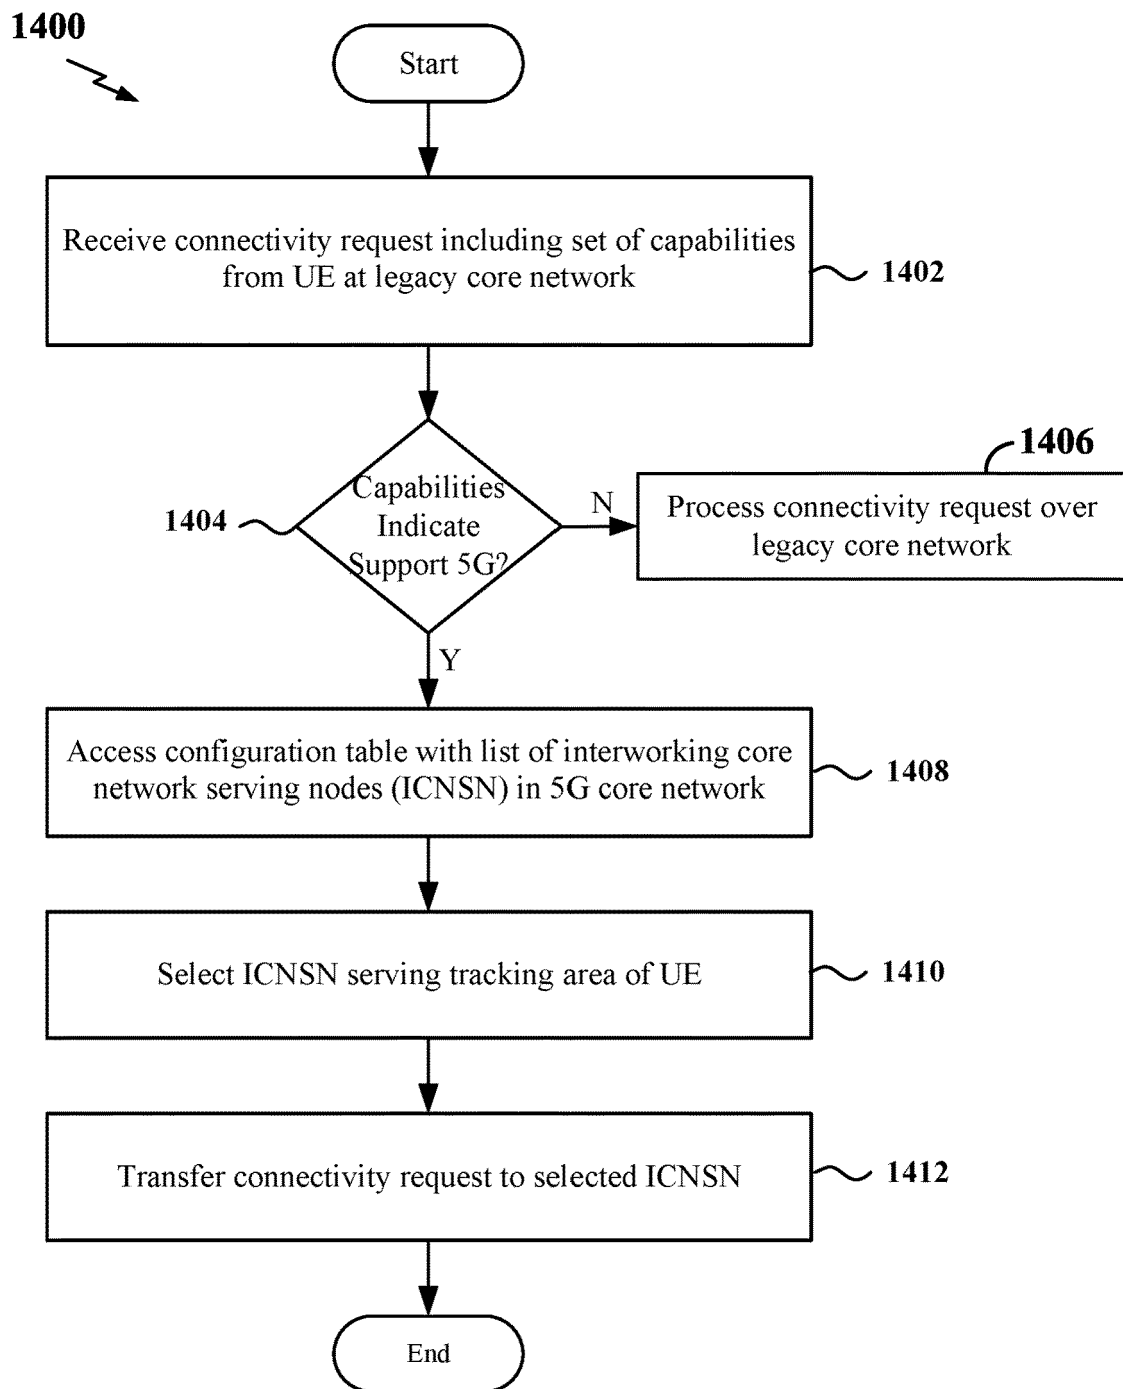 1400
Start
Receive connectivity request including set of capabilities
from UE at legacy core network
1402
Capabilities
Indicate
Support 5G?
1404
N
1406
Process connectivity request over
legacy core network
Y
Access configuration table with list of interworking core
network serving nodes (ICNSN) in 5G core network
1408
Select ICNSN serving tracking area of UE
1410
Transfer connectivity request to selected ICNSN
1412
End